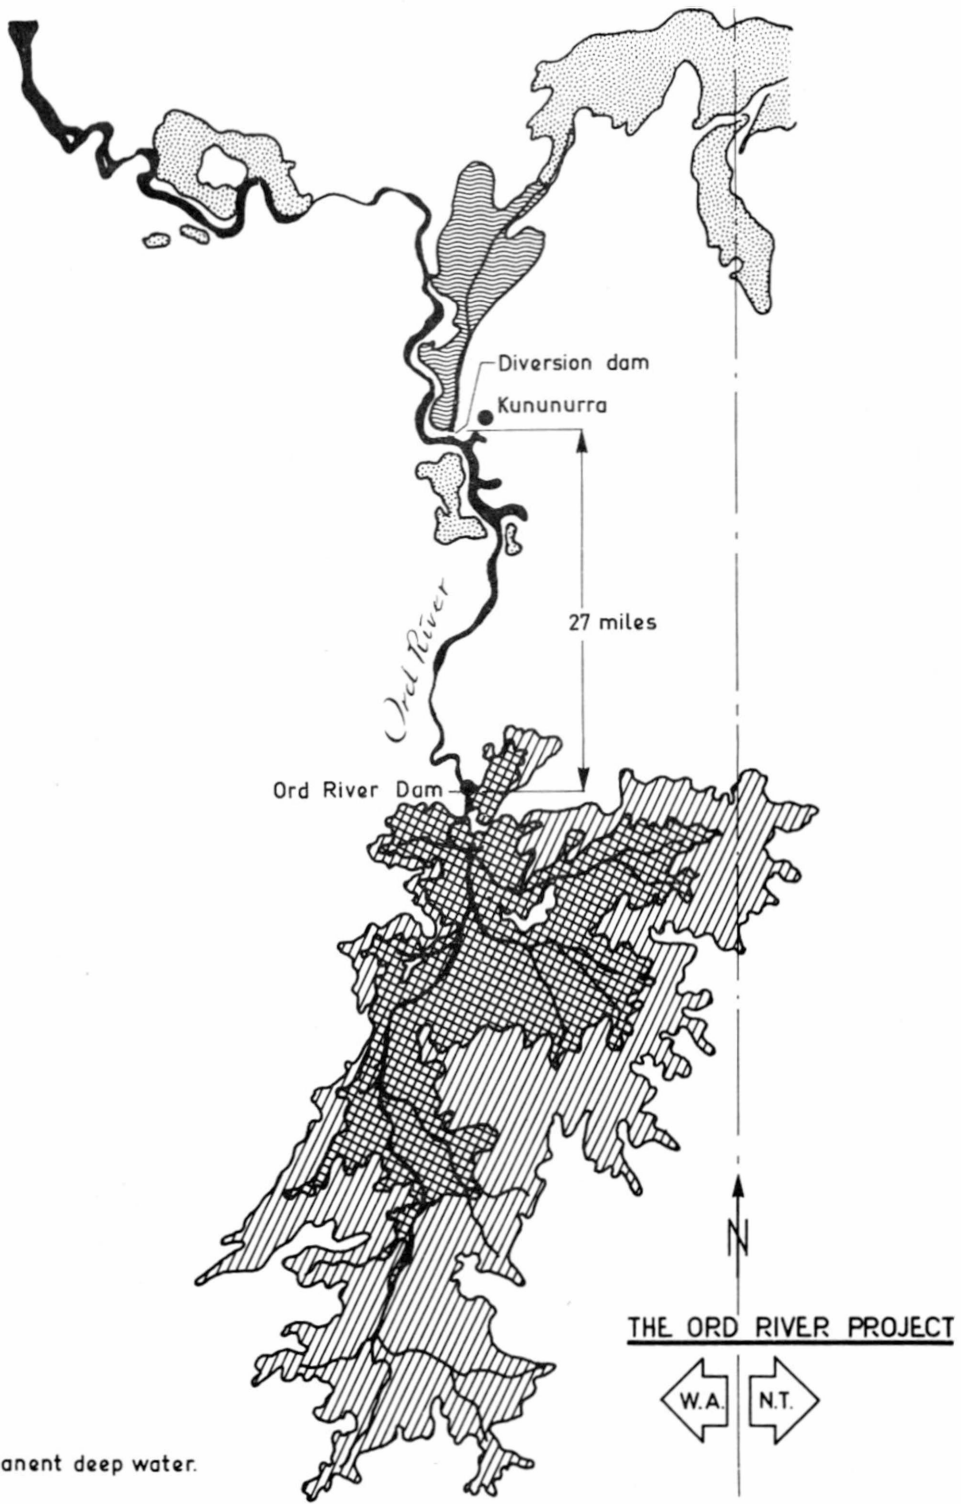 Diversion dam
Kununurra
27 miles
Ord River
Ord River Dam
N
THE ORD RIVER PROJECT
W.A. N.T.
anent deep water.